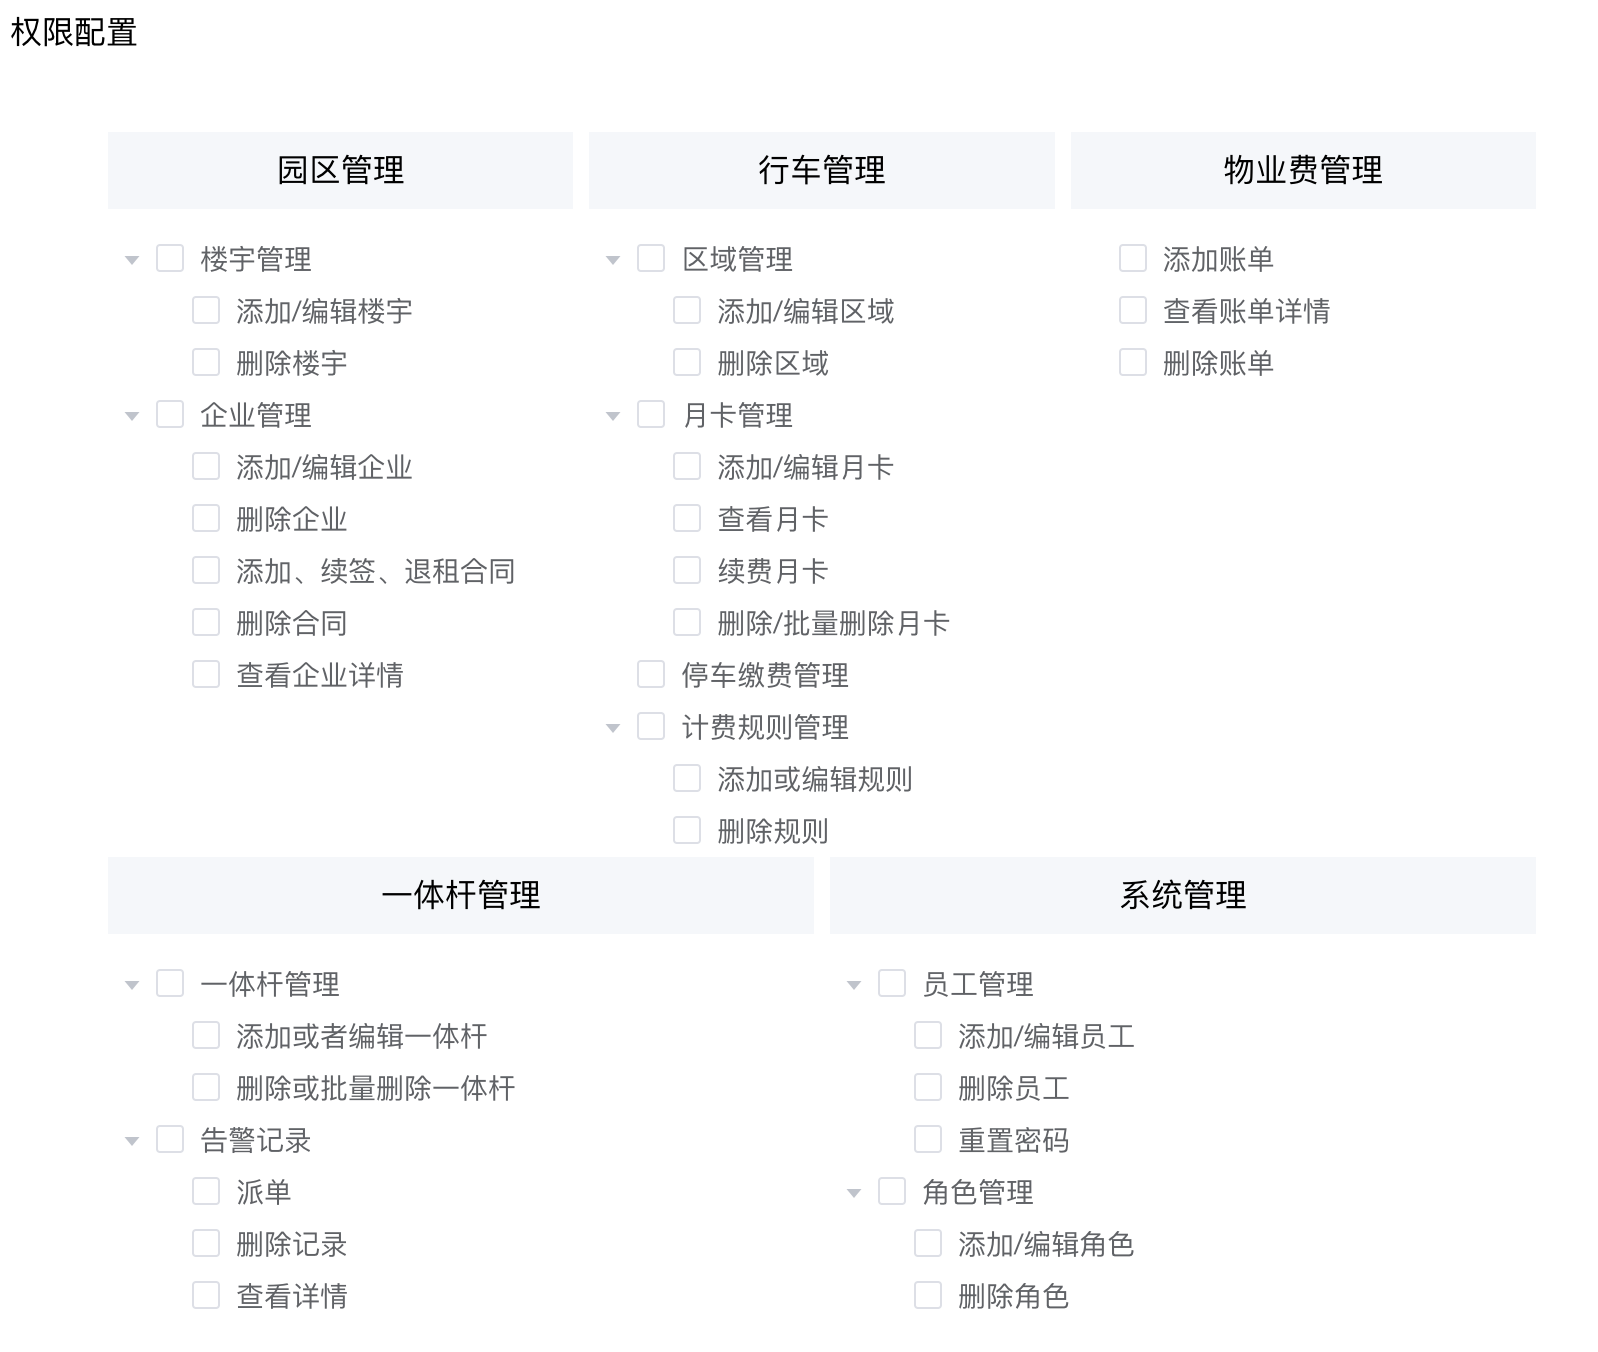 权限配置
园区管理
楼宇管理
添加/编辑楼宇
删除楼宇
企业管理
添加/编辑企业
删除企业
添加、续签、退租合同
删除合同
查看企业详情
行车管理
区域管理
添加/编辑区域
删除区域
月卡管理
添加/编辑月卡
查看月卡
续费月卡
删除/批量删除月卡
停车缴费管理
计费规则管理
添加或编辑规则
删除规则
物业费管理
添加账单
查看账单详情
删除账单
一体杆管理
一体杆管理
添加或者编辑一体杆
删除或批量删除一体杆
告警记录
派单
删除记录
查看详情
系统管理
员工管理
添加/编辑员工
删除员工
重置密码
角色管理
添加/编辑角色
删除角色